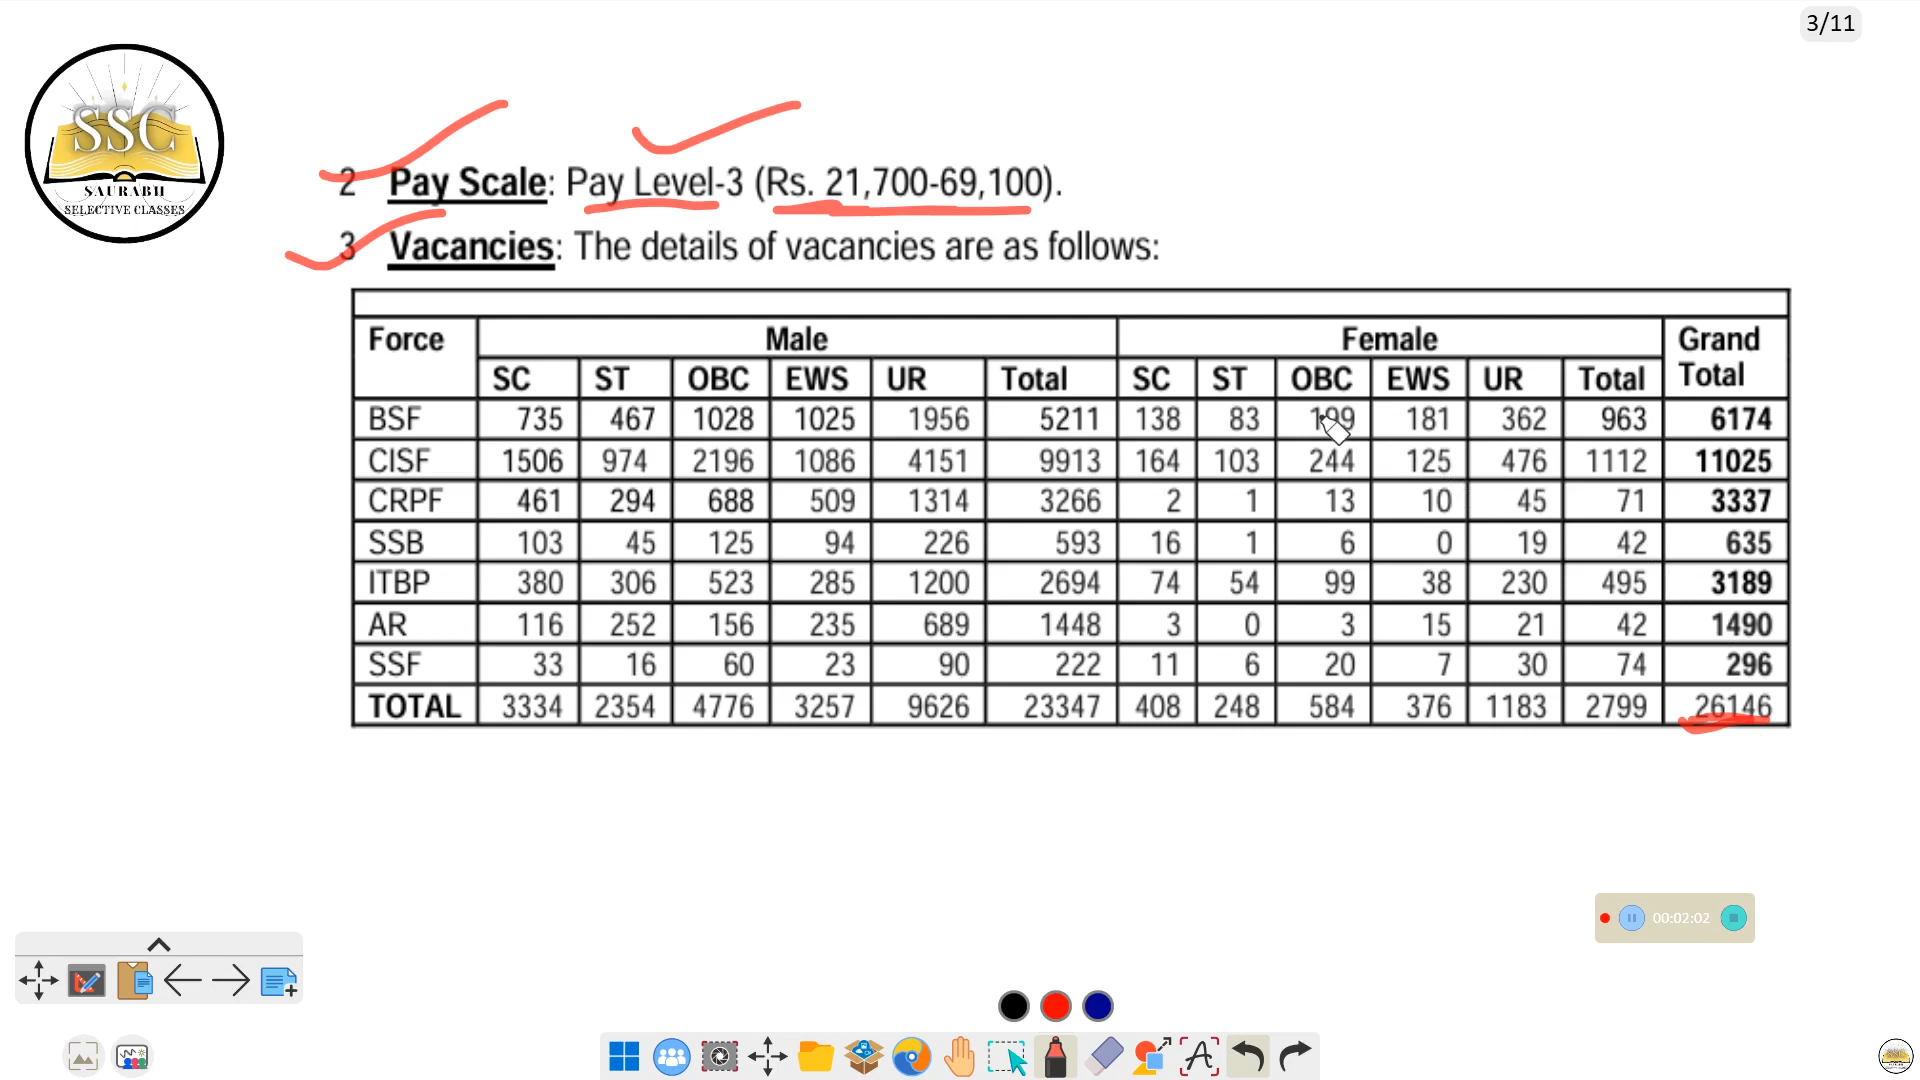 3/11
SSC
SAURABH
SELECTIVE CLASSES
2 Pay Scale: Pay Level-3 (Rs. 21,700-69,100).
3 Vacancies: The details of vacancies are as follows:
Force Male Female Grand Total
SC ST OBC EWS UR Total SC ST OBC EWS UR Total
BSF 735 467 1028 1025 1956 5211 138 83 199 181 362 963 6174
CISF 1506 974 2196 1086 4151 9913 164 103 244 125 476 1112 11025
CRPF 461 294 688 509 1314 3266 2 1 13 10 45 71 3337
SSB 103 45 125 94 226 593 16 1 6 0 19 42 635
ITBP 380 306 523 285 1200 2694 74 54 99 38 230 495 3189
AR 116 252 156 235 689 1448 3 0 3 15 21 42 1490
SSF 33 16 60 23 90 222 11 6 20 7 30 74 296
TOTAL 3334 2354 4776 3257 9626 23347 408 248 584 376 1183 2799 26146
00:02:02